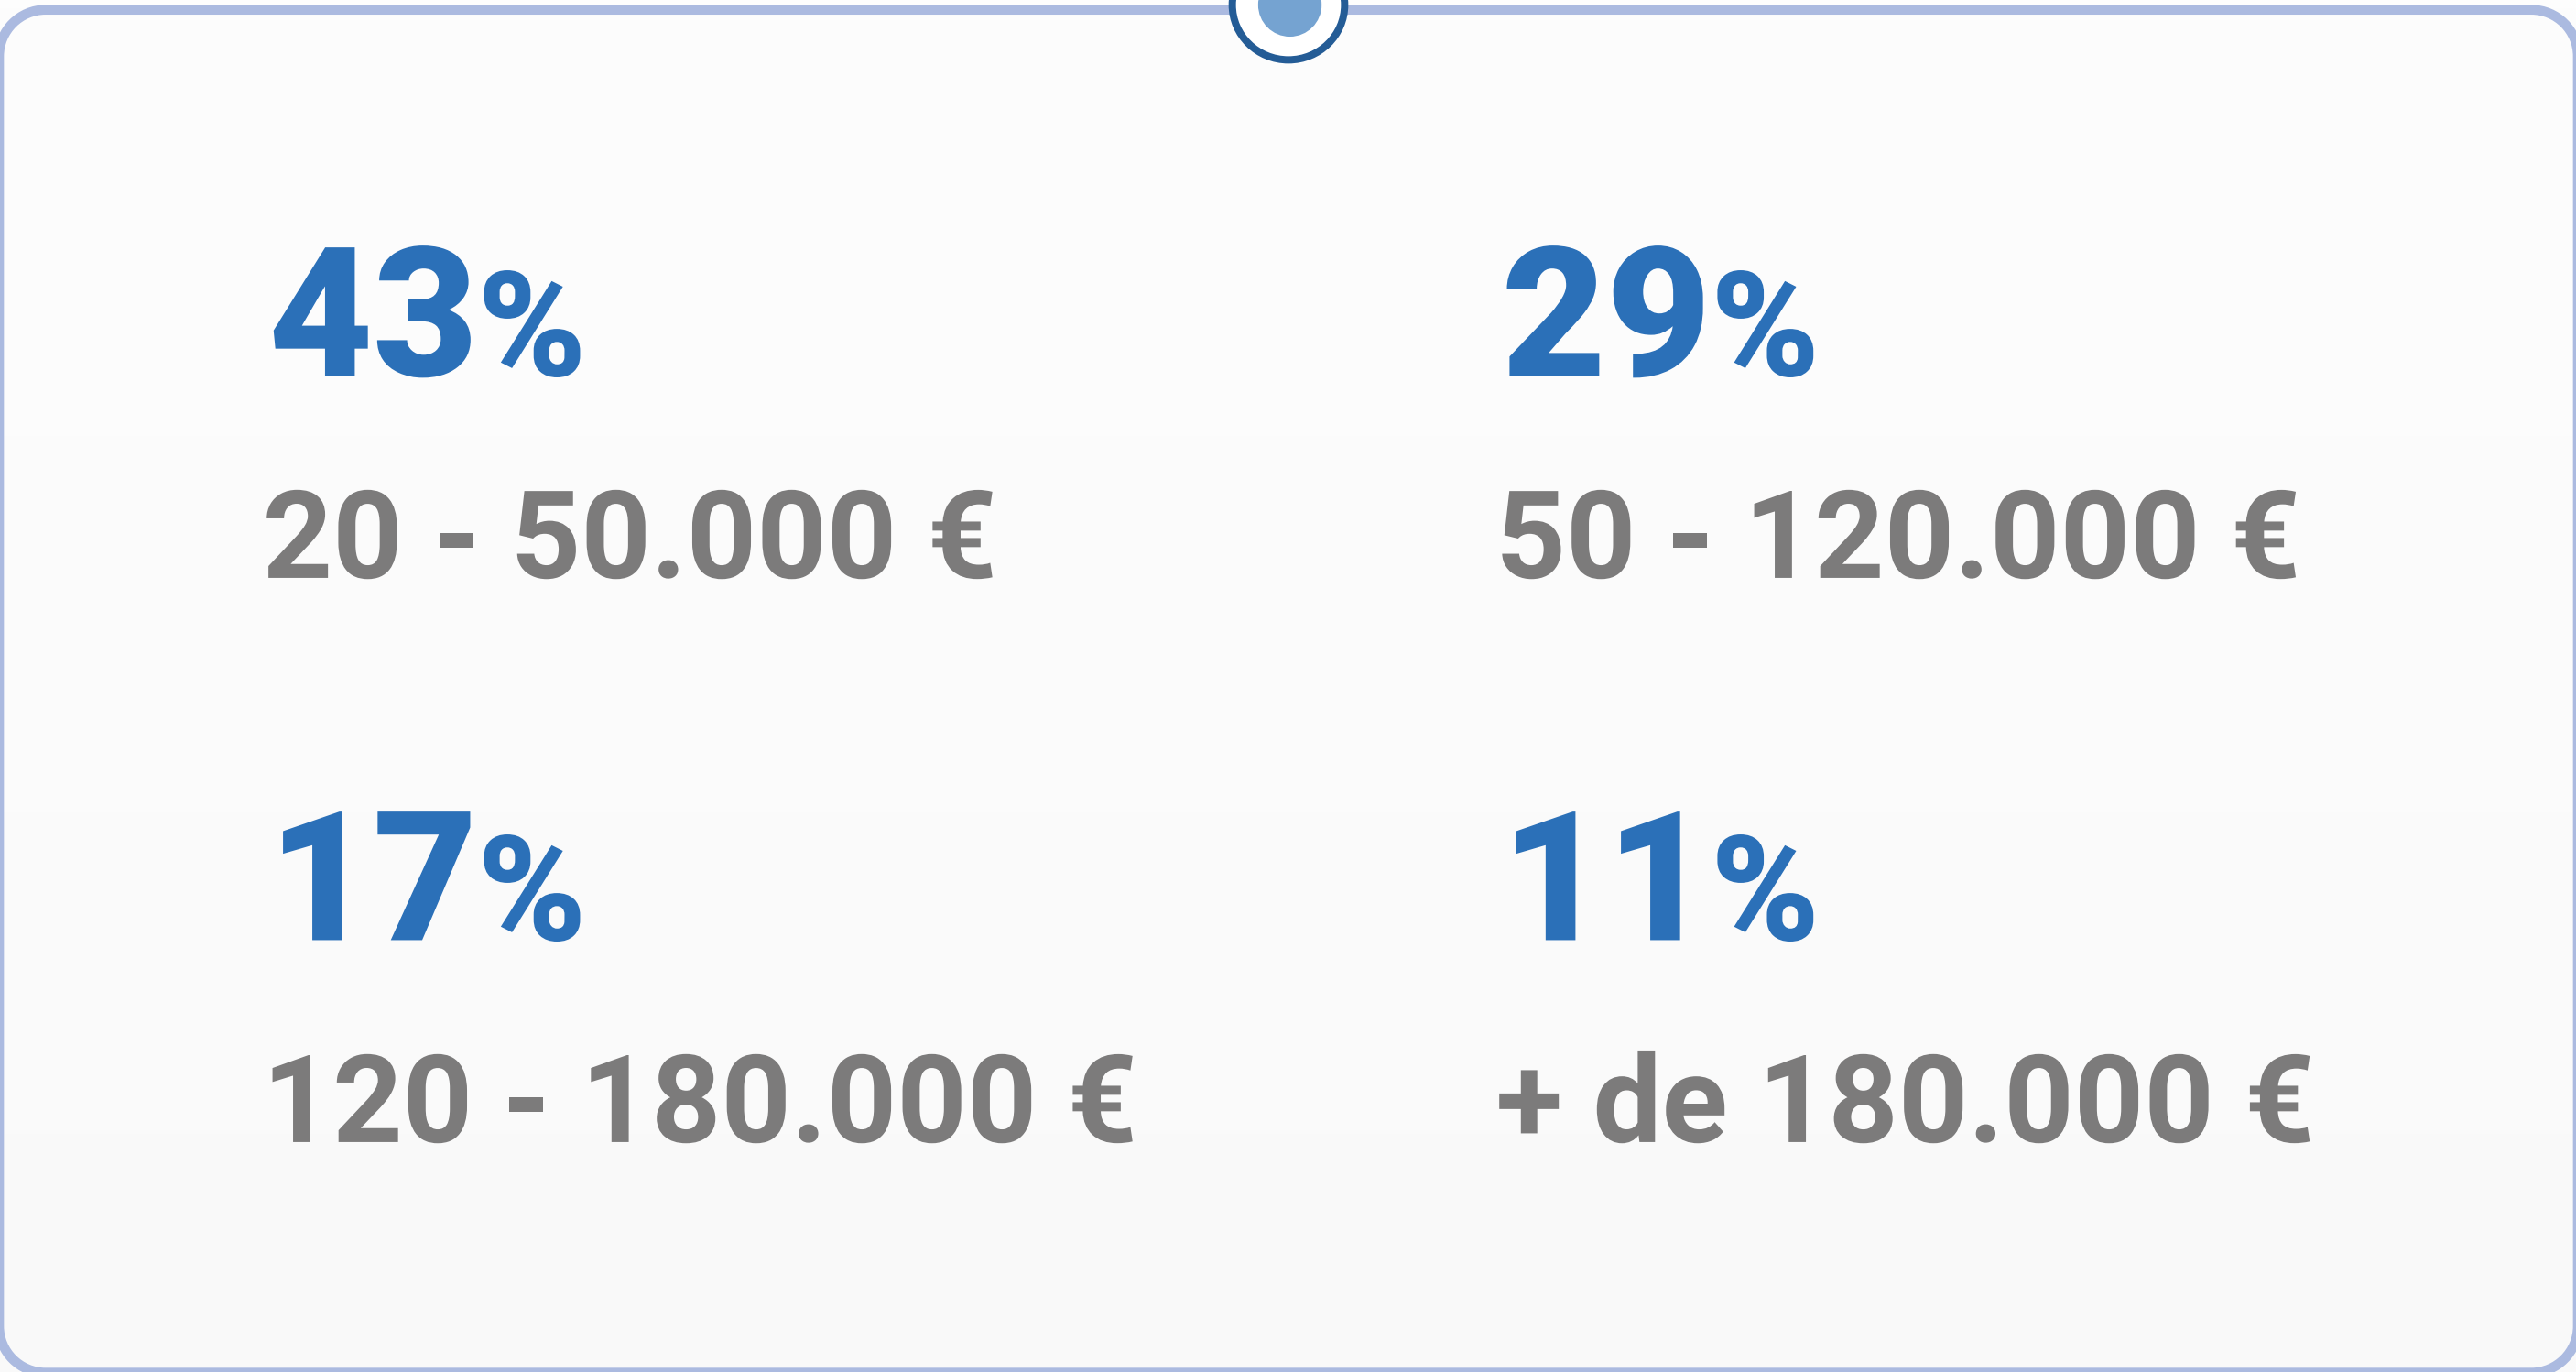 43%
20 - 50.000 €
29%
50 - 120.000 €
17%
120 - 180.000 €
11%
+ de 180.000 €